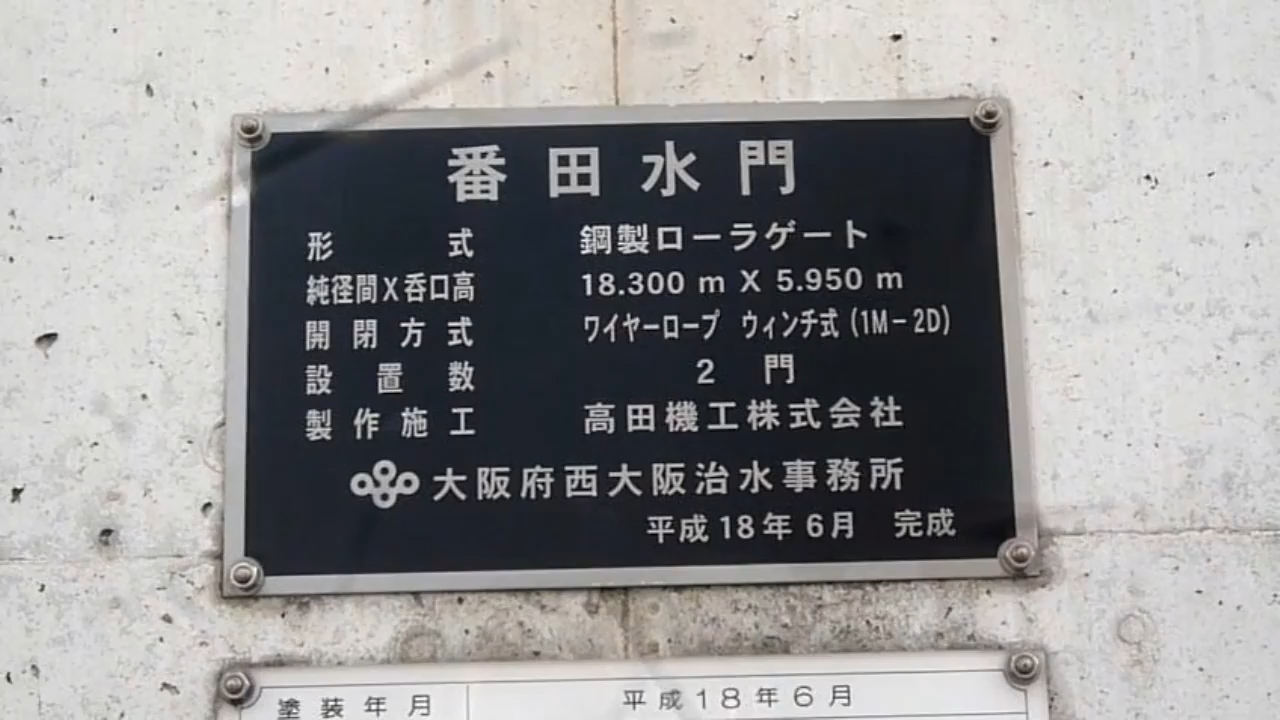 番田水門
形式 鋼製ローラゲート
純径間X呑口高 18.300 m X 5.950 m
開閉方式 ワイヤーロープ ウィンチ式 (1M-2D)
設置数 2 門
製作施工 高田機工株式会社
大阪府西大阪治水事務所
平成18年6月 完成
塗装年月 平成18年6月